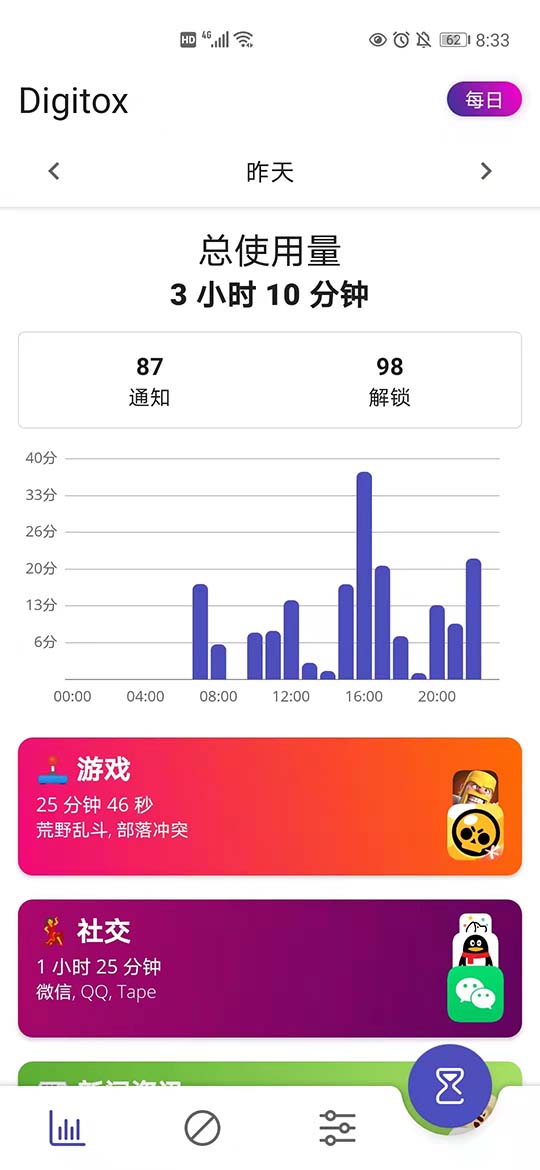 HD 4G 62 8:33
Digitox
每日
昨天
总使用量
3 小时 10 分钟
87 98
通知 解锁
40分
33分
26分
20分
13分
6分
00:00 04:00 08:00 12:00 16:00 20:00
游戏
25 分钟 46 秒
荒野乱斗, 部落冲突
社交
1 小时 25 分钟
微信, QQ, Tape
新闻资讯